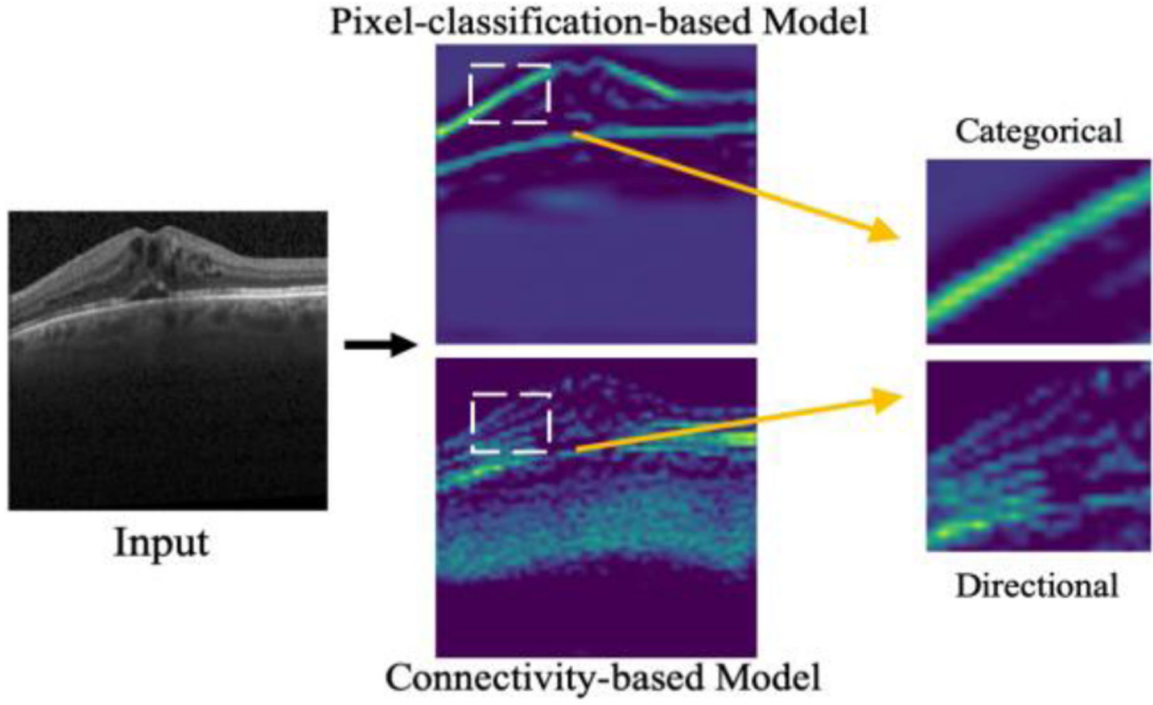 Pixel-classification-based Model
Categorical
Input
Directional
Connectivity-based Model